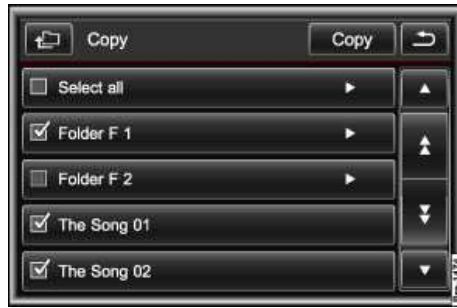 Copy Copy
Select all
Folder F 1
Folder F 2
The Song 01
The Song 02